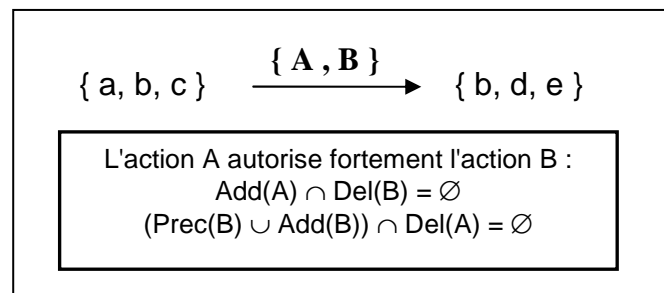 { A , B }
{ a, b, c } { b, d, e }
L'action A autorise fortement l'action B :
Add(A) ∩ Del(B) = ∅
(Prec(B) ∪ Add(B)) ∩ Del(A) = ∅